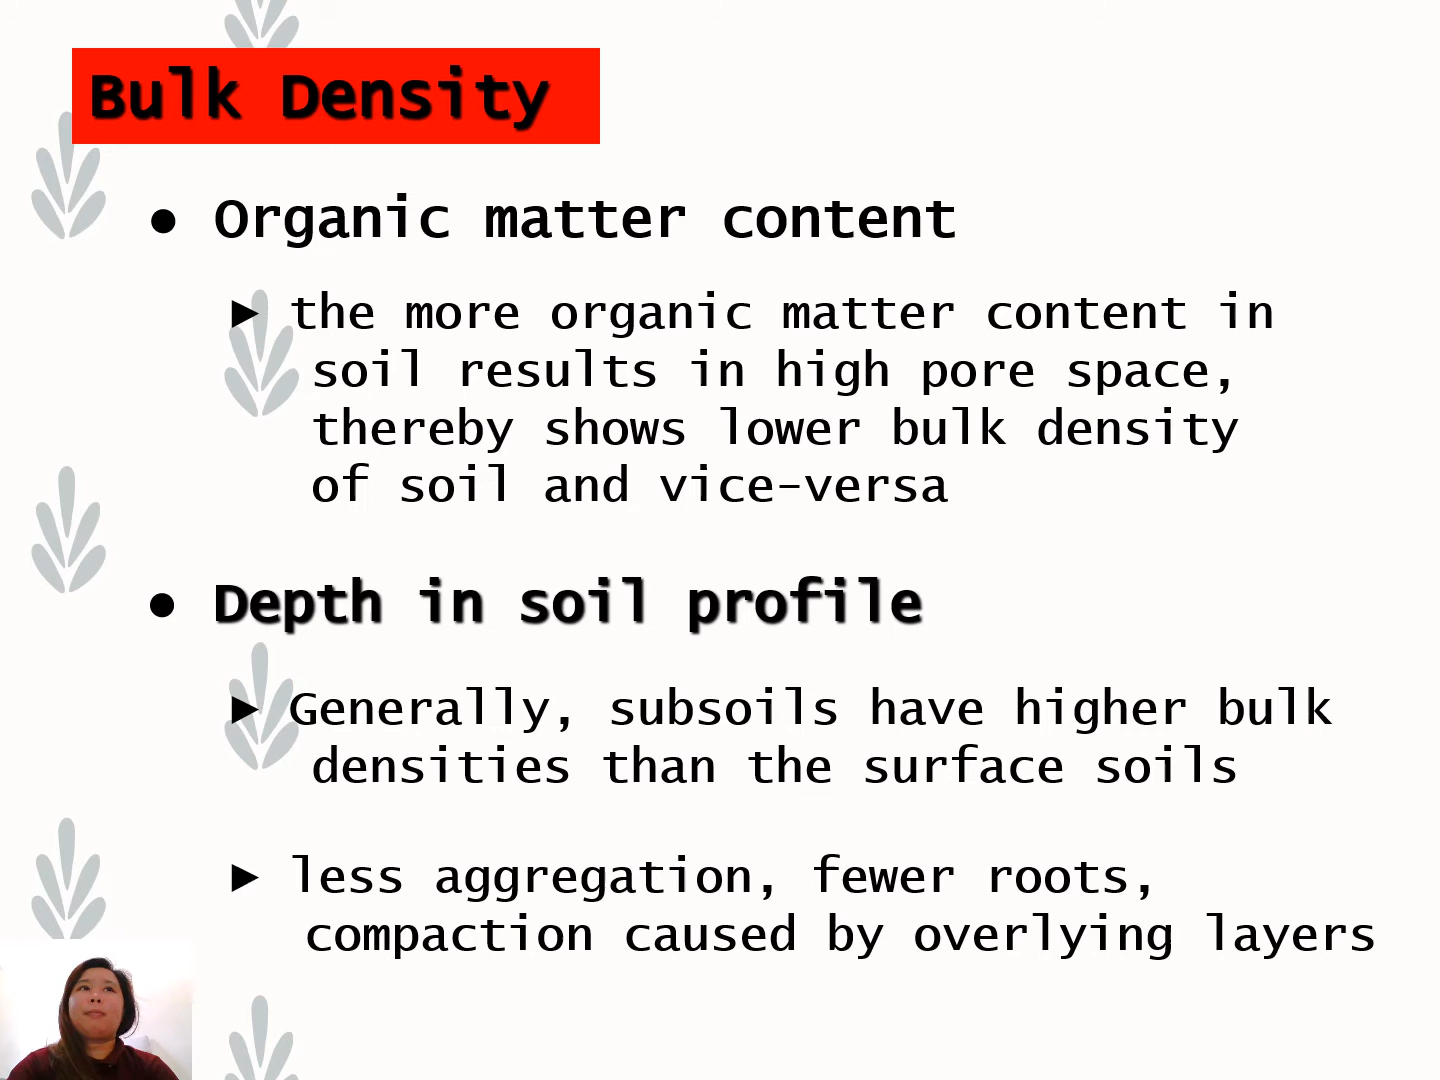 Bulk Density
● Organic matter content
► the more organic matter content in
soil results in high pore space,
thereby shows lower bulk density
of soil and vice-versa
● Depth in soil profile
► Generally, subsoils have higher bulk
densities than the surface soils
► less aggregation, fewer roots,
compaction caused by overlying layers